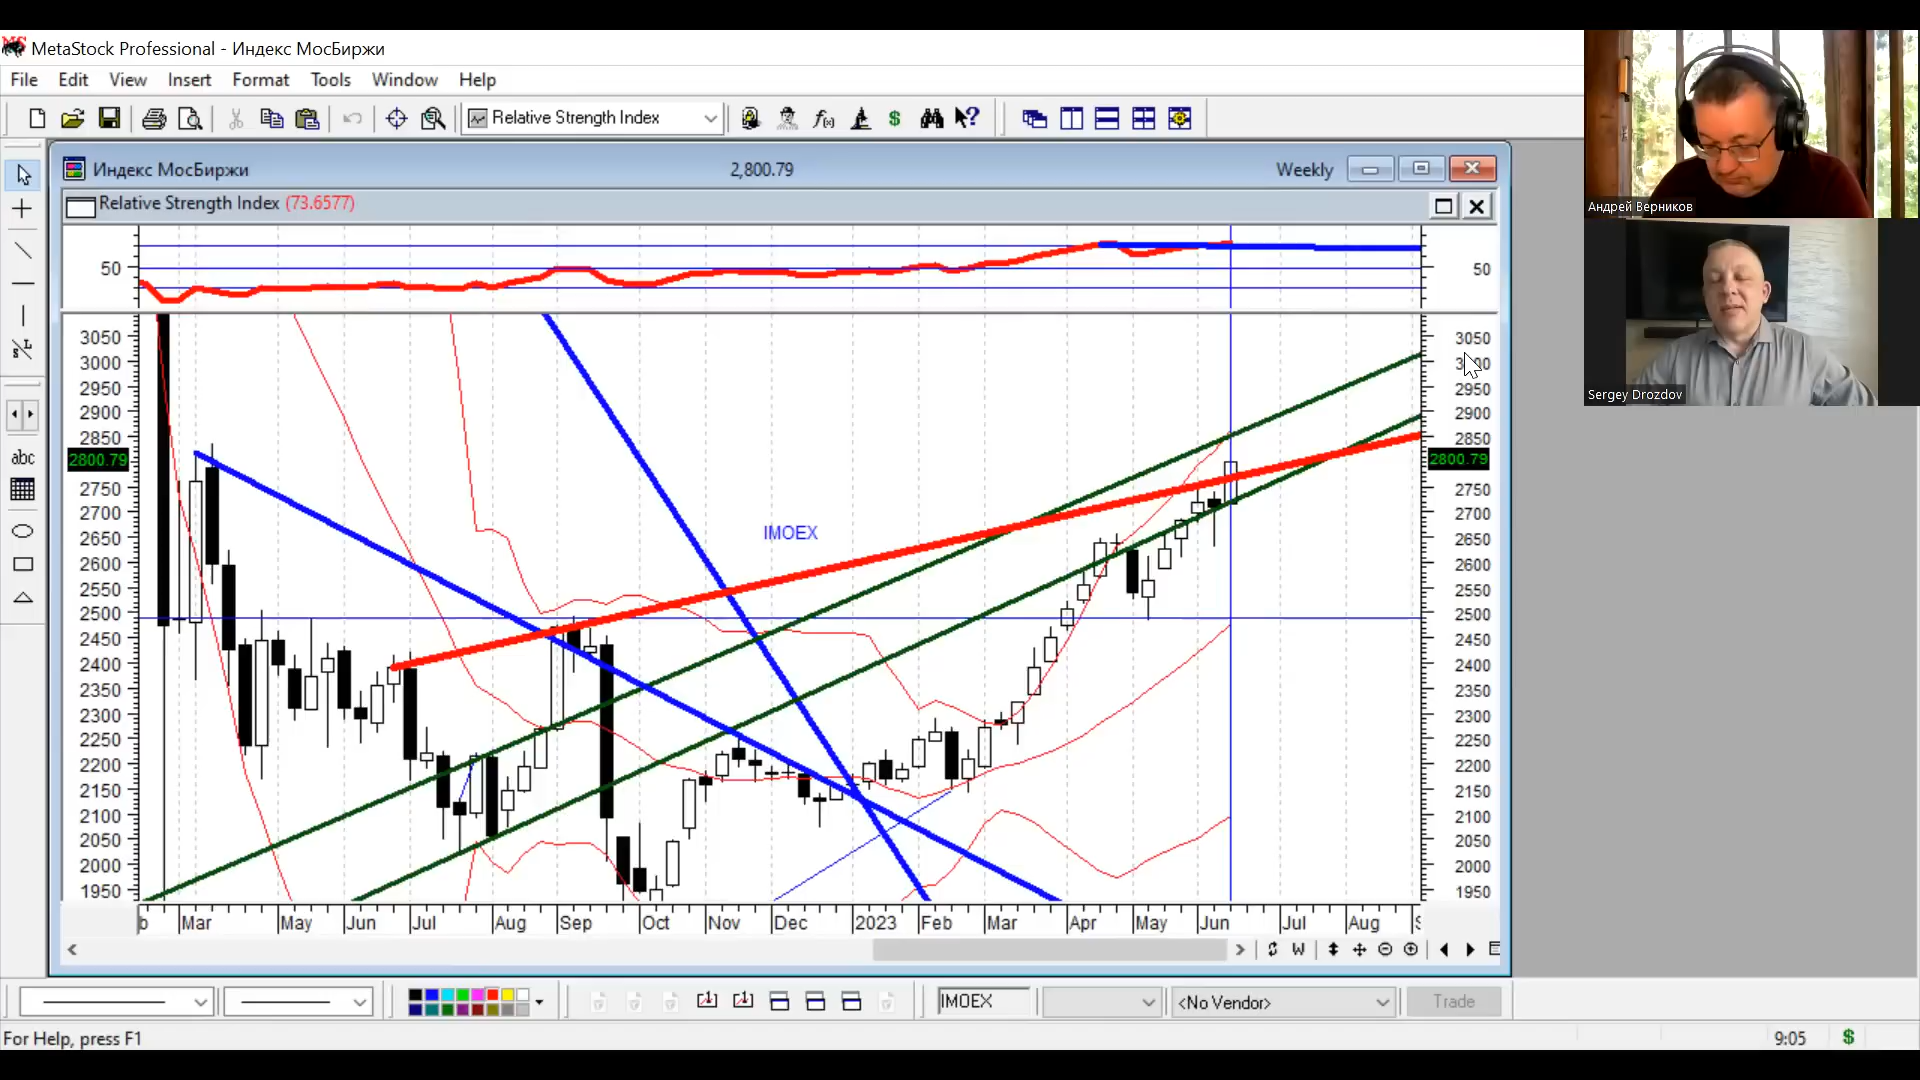 MetaStock Professional - Индекс МосБиржи
File Edit View Insert Format Tools Window Help
Relative Strength Index
Индекс МосБиржи 2,800.79 Weekly
Relative Strength Index (73.6577)
50 50
3050 3050
3000
2950 2950
2900 2900
2850 2850
2800.79 2800.79
2750 2750
2700 2700
2650 2650
2600 2600
2550 2550
2500 2500
2450 2450
2400 2400
2350 2350
2300 2300
2250 2250
2200 2200
2150 2150
2100 2100
2050 2050
2000 2000
1950 1950
IMOEX
b Mar May Jun Jul Aug Sep Oct Nov Dec 2023 Feb Mar Apr May Jun Jul Aug
abc
W
IMOEX <No Vendor> Trade
For Help, press F1 9:05 $
Андрей Верников
Sergey Drozdov